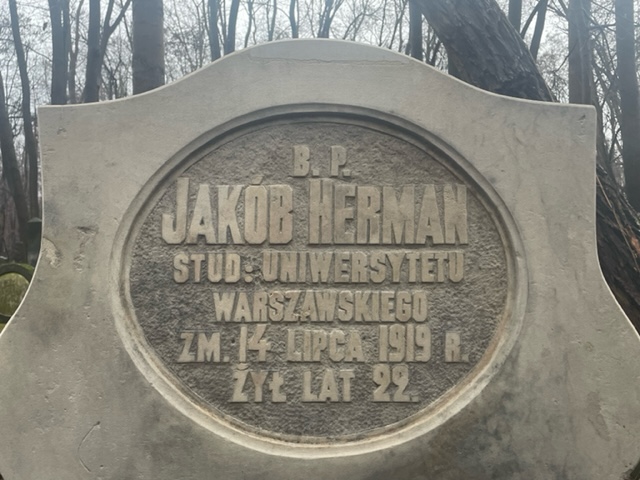 B. P.
JAKÓB HERMAN
STUD: UNIWERSYTETU
WARSZAWSKIEGO
ZM. 14 LIPCA 1919 R.
ŻYŁ LAT 22.